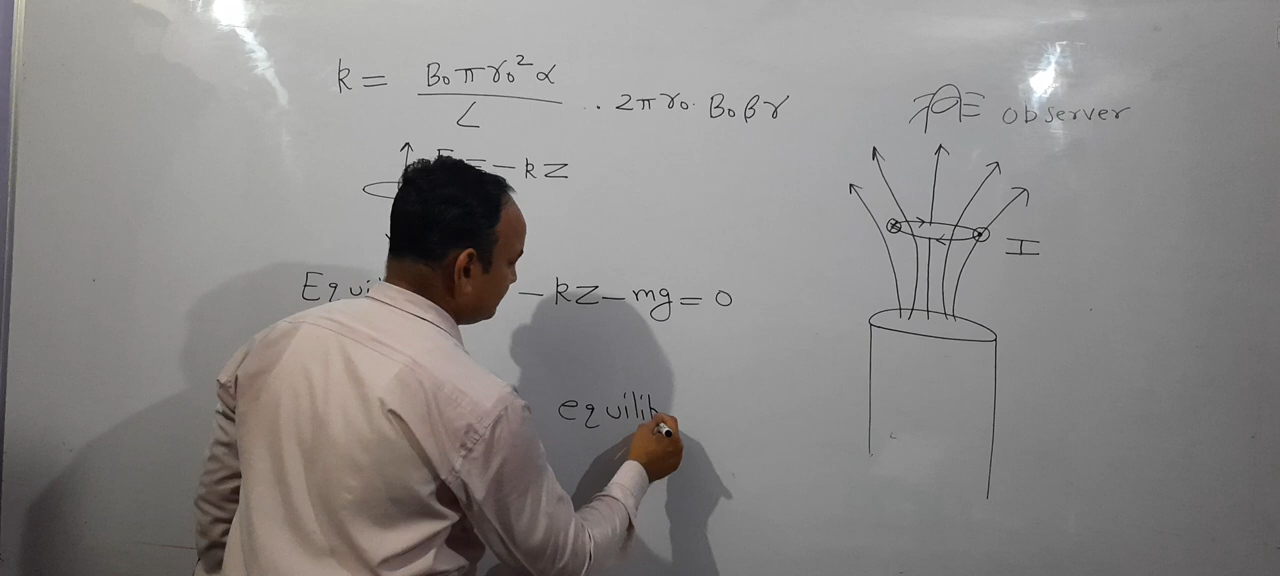 k = B₀πr₀²α / L .. 2πr₀. B₀βr
= -kz
-kz-mg=0
equilib
observer
I